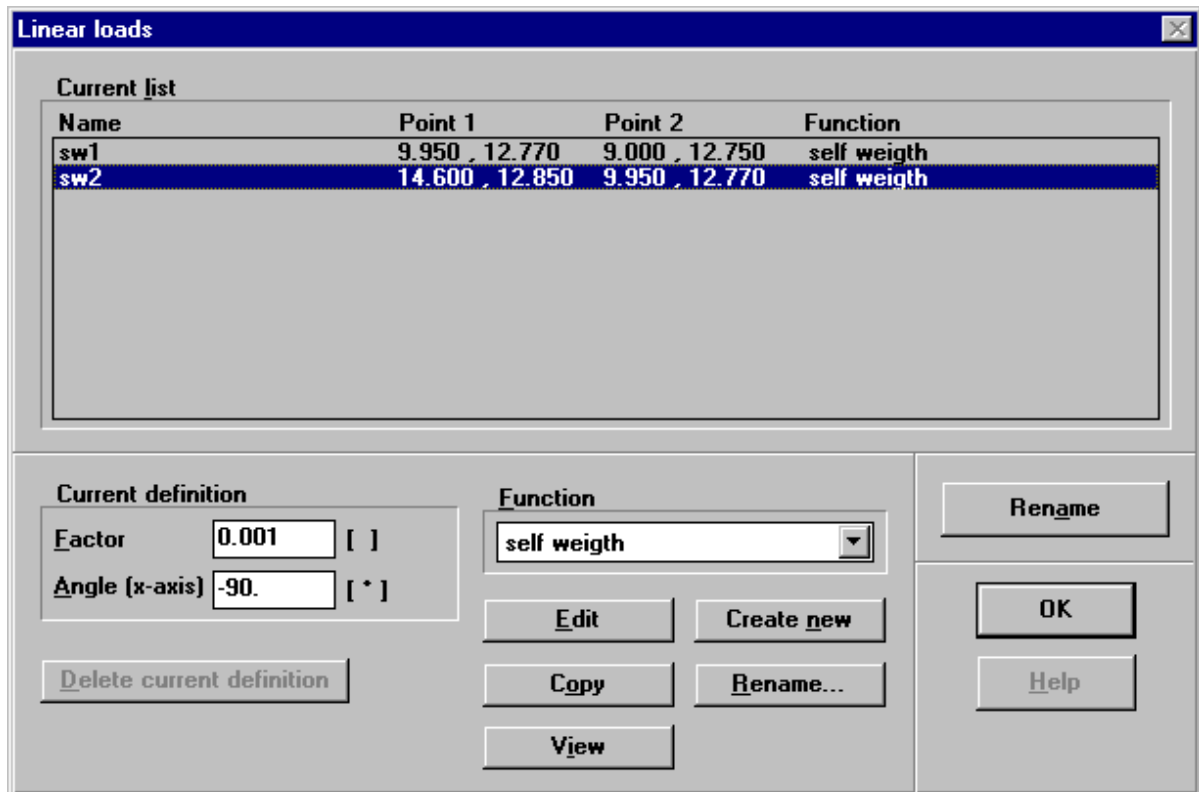 Linear loads
Current list
Name Point 1 Point 2 Function
sw1 9.950 , 12.770 9.000 , 12.750 self weigth
sw2 14.600 , 12.850 9.950 , 12.770 self weigth
Current definition
Factor 0.001 [ ]
Angle (x-axis) -90. [ * ]
Delete current definition
Function
self weigth
Edit Create new
Copy Rename...
View
Rename
OK
Help